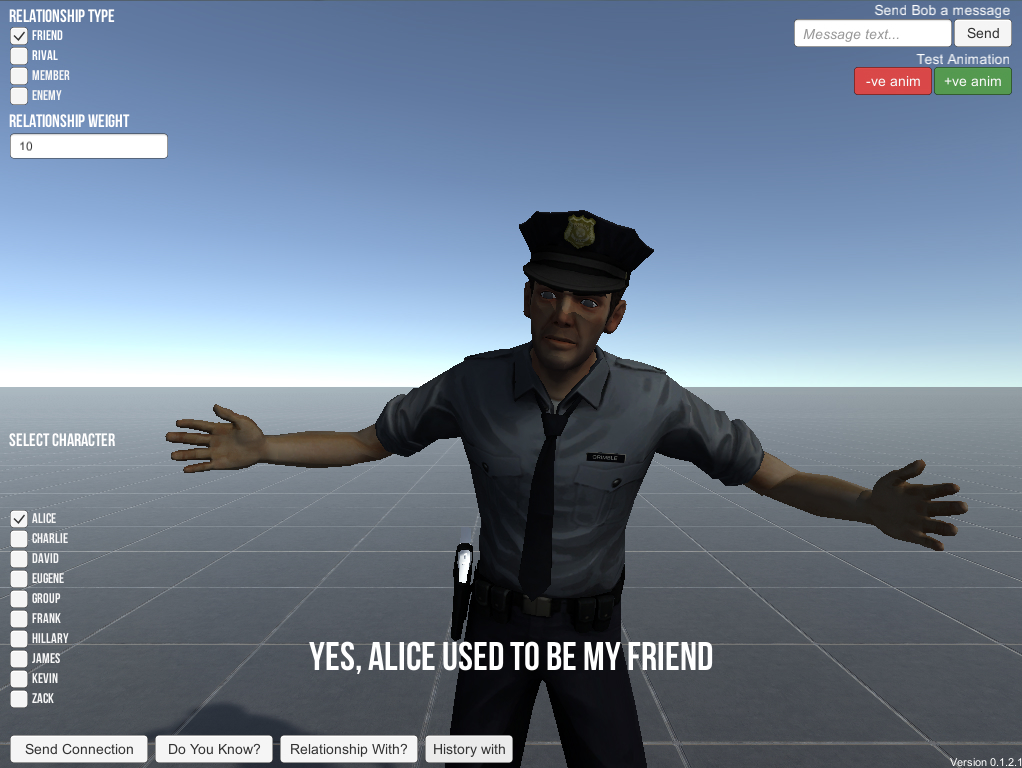 RELATIONSHIP TYPE
FRIEND
RIVAL
MEMBER
ENEMY
RELATIONSHIP WEIGHT
10
Send Bob a message
Message text...
Send
Test Animation
-ve anim
+ve anim
GRIMBLE
SELECT CHARACTER
ALICE
CHARLIE
DAVID
EUGENE
GROUP
FRANK
HILLARY
JAMES
KEVIN
ZACK
YES, ALICE USED TO BE MY FRIEND
Send Connection
Do You Know?
Relationship With?
History with
Version 0.1.2.1